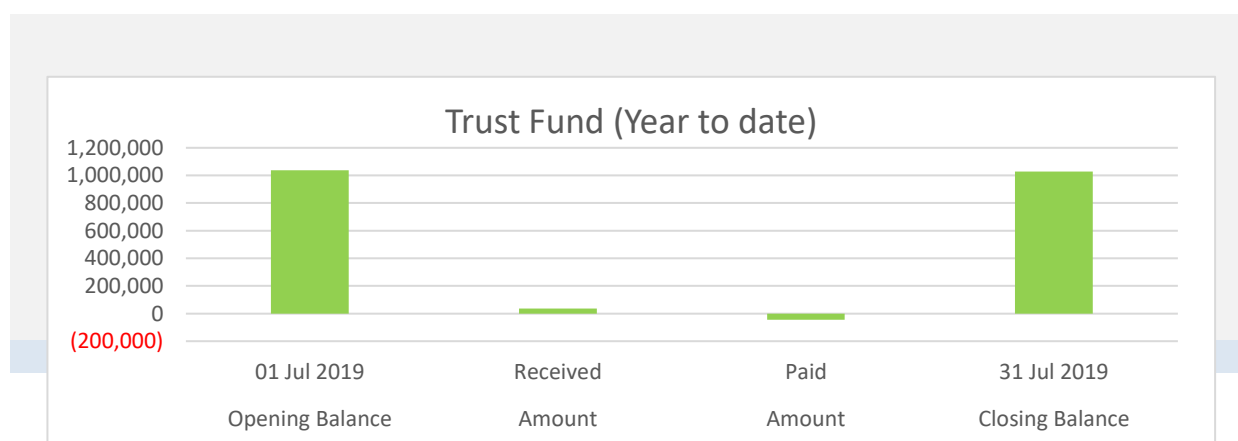 Trust Fund (Year to date)
1,200,000
1,000,000
800,000
600,000
400,000
200,000
0
(200,000)
01 Jul 2019 Received Paid 31 Jul 2019
Opening Balance Amount Amount Closing Balance